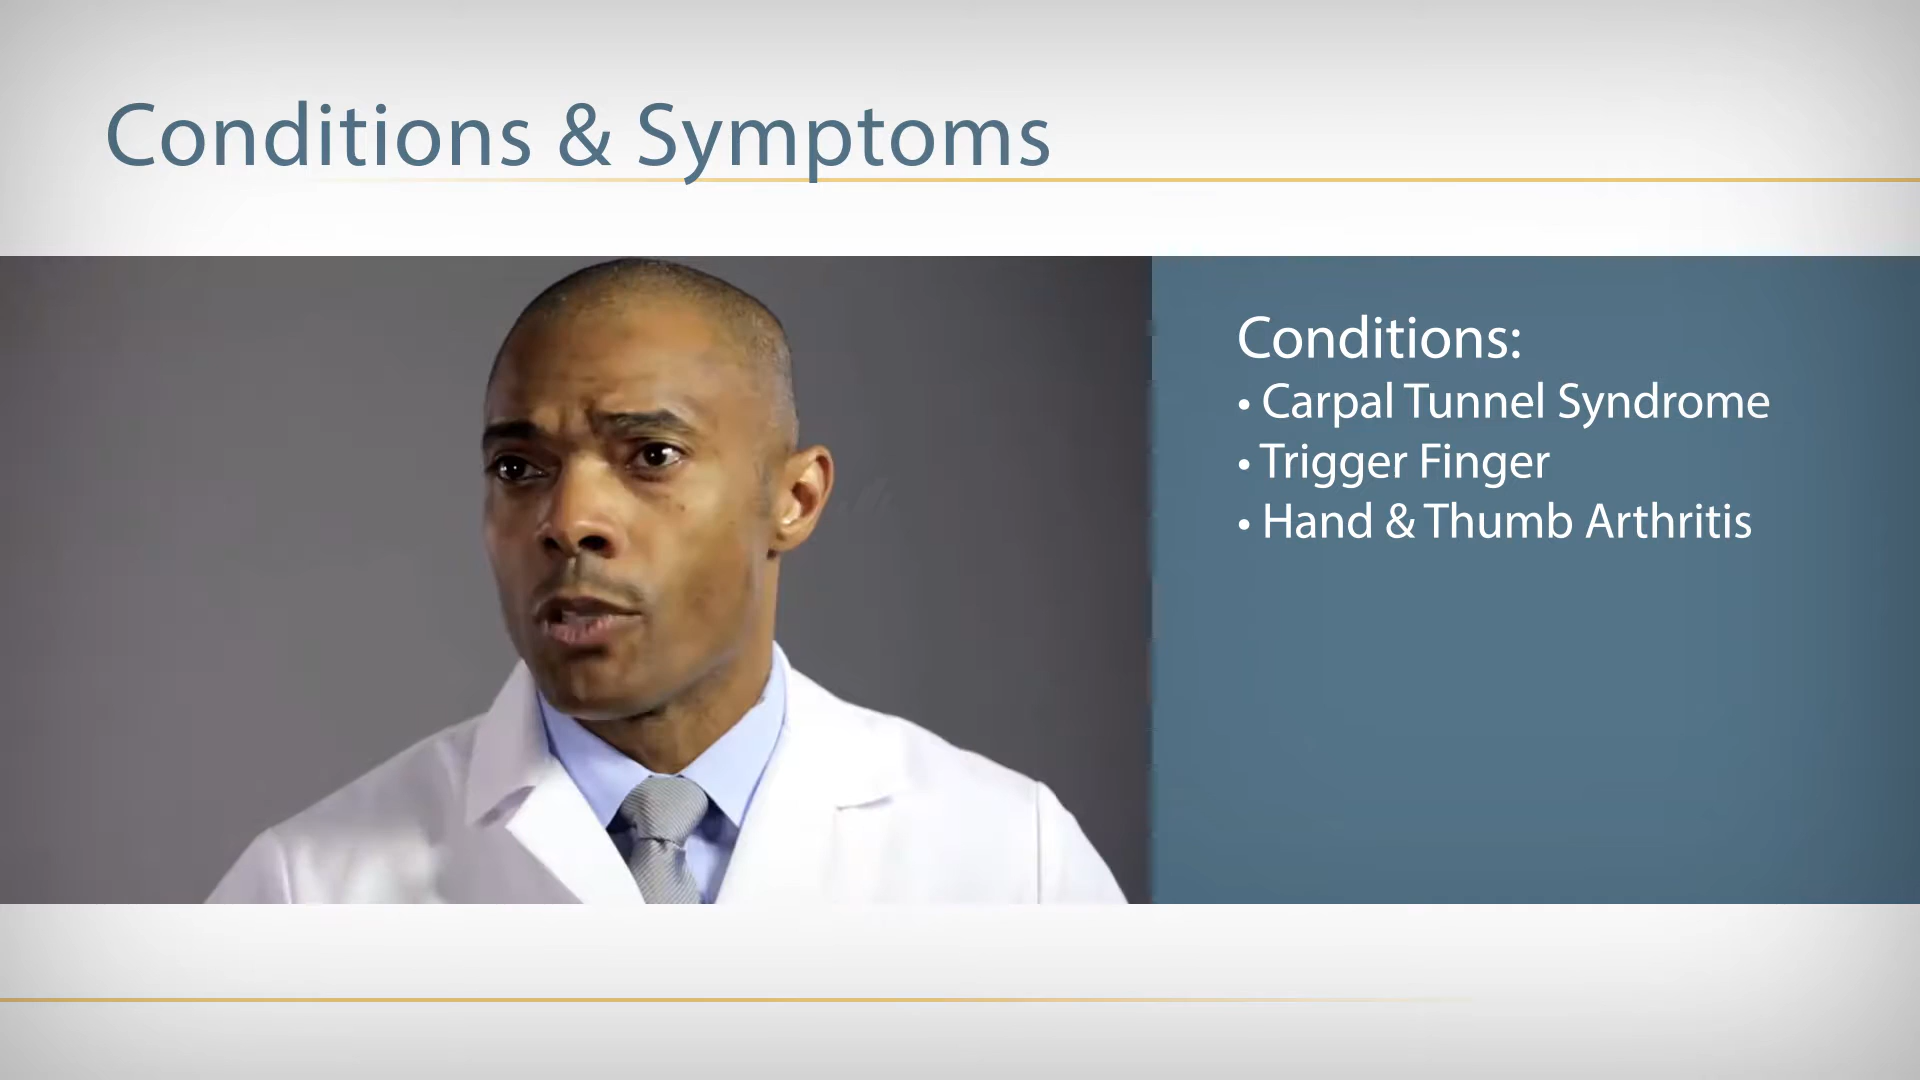 Conditions & Symptoms
Conditions:
• Carpal Tunnel Syndrome
• Trigger Finger
• Hand & Thumb Arthritis